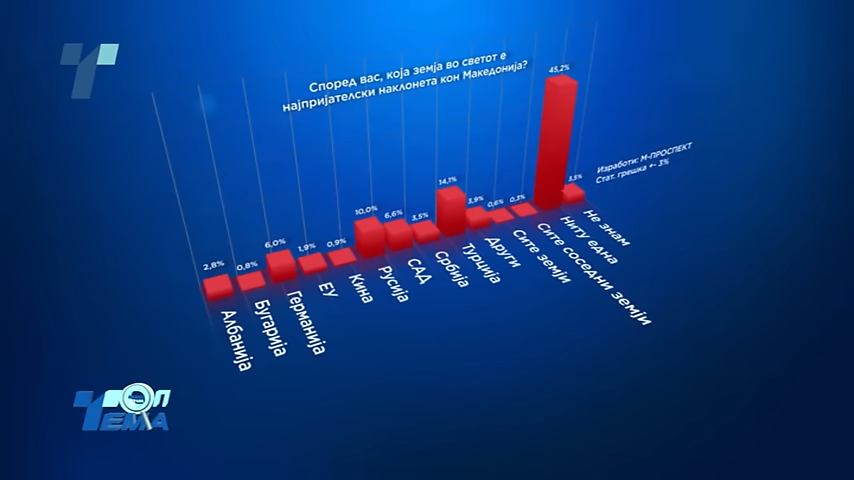 Според вас, која земја во светот е
најпријателски наклонета кон Македонија?
45,2%
3,5%
14,1%
3,9%
0,6%
0,3%
10,0%
6,6%
3,5%
6,0%
1,9%
0,9%
2,8%
0,8%
Изработи: М-ПРОСПЕКТ
Стат. грешка +- 3%
Албанија
Бугарија
Германија
ЕУ
Кина
Русија
САД
Србија
Турција
Други
Сите земји
Сите соседни земји
Ниту една
Не знам
ТОП
ТЕМА